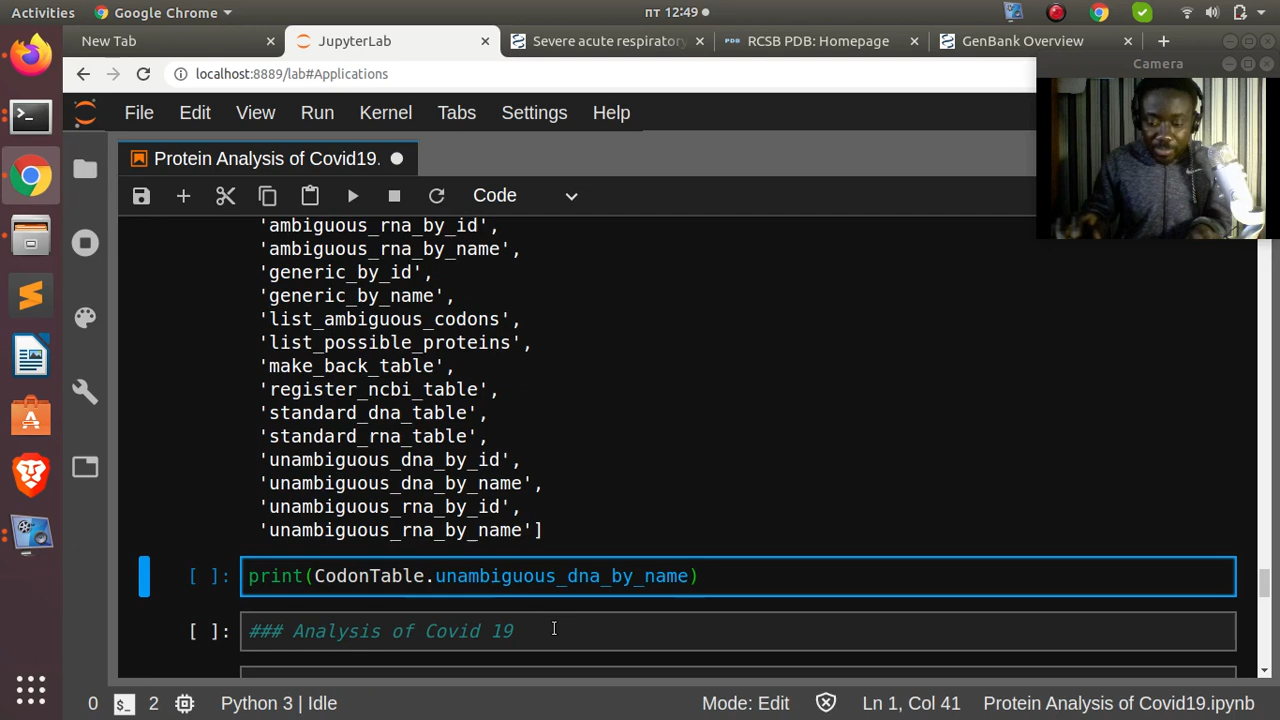 Activities
Google Chrome
пт 12:49
New Tab
JupyterLab
Severe acute respiratory
RCSB PDB: Homepage
GenBank Overview
localhost:8889/lab#Applications
Camera
File Edit View Run Kernel Tabs Settings Help
Protein Analysis of Covid19.
Code
'ambiguous_rna_by_id',
'ambiguous_rna_by_name',
'generic_by_id',
'generic_by_name',
'list_ambiguous_codons',
'list_possible_proteins',
'make_back_table',
'register_ncbi_table',
'standard_dna_table',
'standard_rna_table',
'unambiguous_dna_by_id',
'unambiguous_dna_by_name',
'unambiguous_rna_by_id',
'unambiguous_rna_by_name']
[ ]: print(CodonTable.unambiguous_dna_by_name)
[ ]: ### Analysis of Covid 19
0 $_ 2 Python 3 | Idle Mode: Edit Ln 1, Col 41 Protein Analysis of Covid19.ipynb